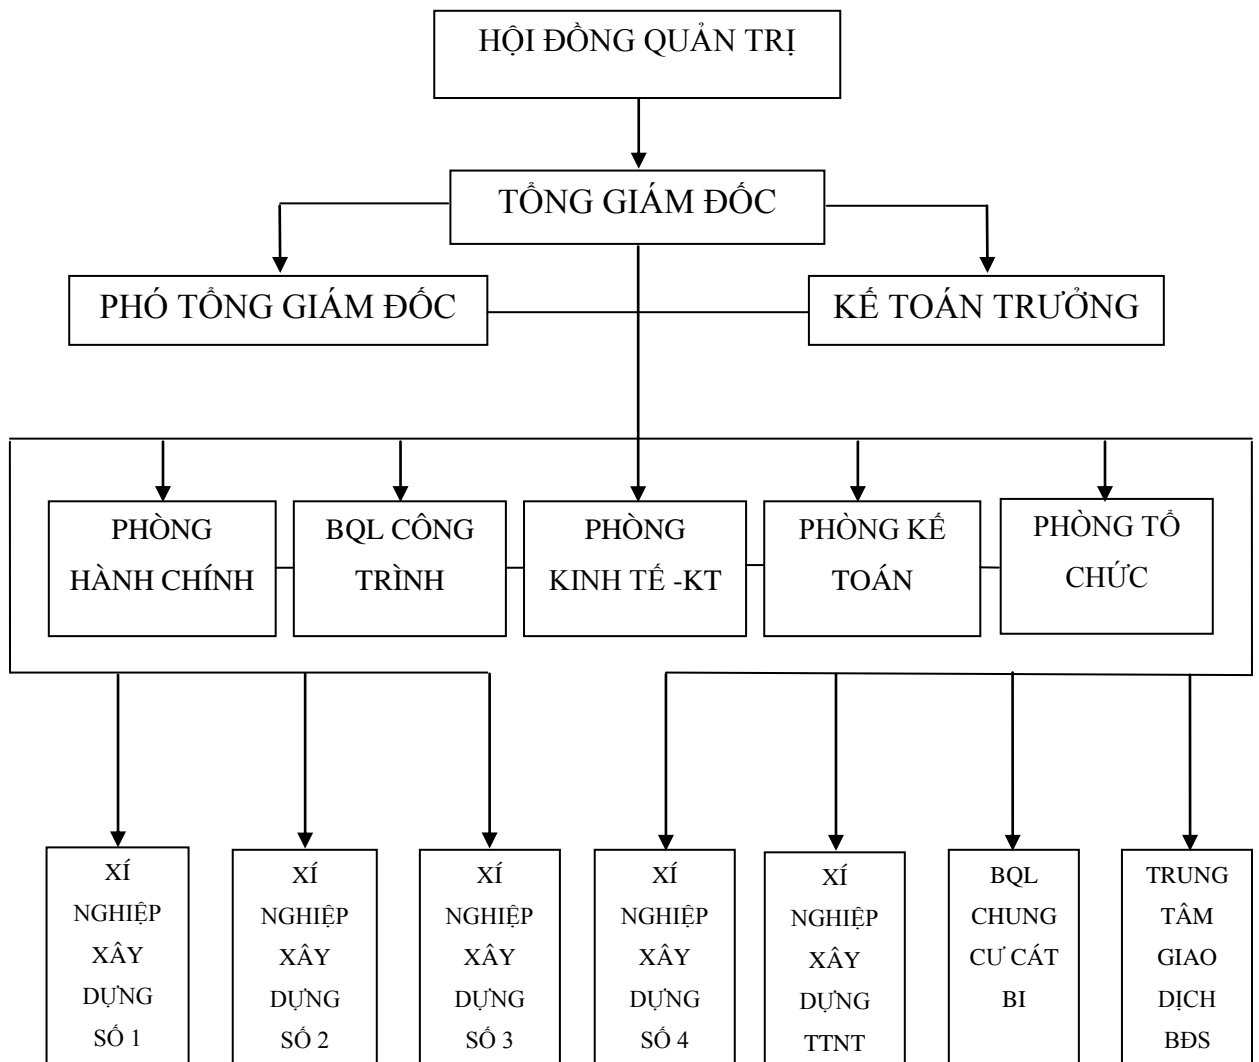 HỘI ĐỒNG QUẢN TRỊ
TỔNG GIÁM ĐỐC
PHÓ TỔNG GIÁM ĐỐC
KẾ TOÁN TRƯỞNG
PHÒNG
HÀNH CHÍNH
BQL CÔNG
TRÌNH
PHÒNG
KINH TẾ -KT
PHÒNG KẾ
TOÁN
PHÒNG TỔ
CHỨC
XÍ
NGHIỆP
XÂY
DỰNG
SỐ 1
XÍ
NGHIỆP
XÂY
DỰNG
SỐ 2
XÍ
NGHIỆP
XÂY
DỰNG
SỐ 3
XÍ
NGHIỆP
XÂY
DỰNG
SỐ 4
XÍ
NGHIỆP
XÂY
DỰNG
TTNT
BQL
CHUNG
CƯ CÁT
BI
TRUNG
TÂM
GIAO
DỊCH
BĐS